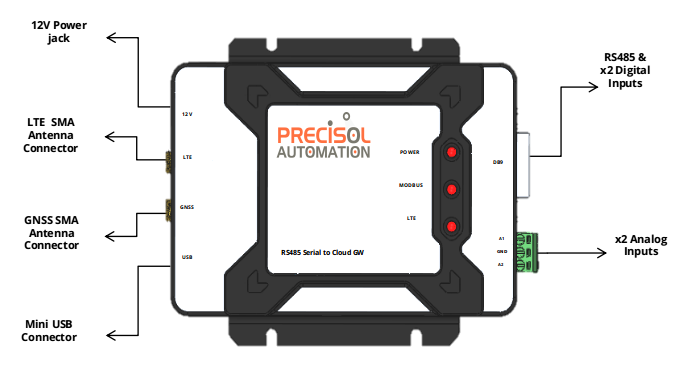 12V Power
jack
LTE SMA
Antenna
Connector
GNSS SMA
Antenna
Connector
Mini USB
Connector
12 V
LTE
GNSS
USB
PRECISOL
AUTOMATION
POWER
MODBUS
LTE
RS485 Serial to Cloud GW
DB9
A1
GND
A2
RS485 &
x2 Digital
Inputs
x2 Analog
Inputs